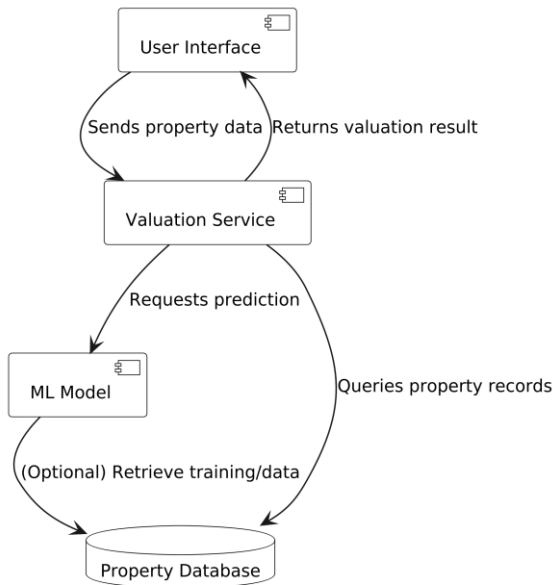 User Interface
Sends property data
Returns valuation result
Valuation Service
Requests prediction
Queries property records
ML Model
(Optional) Retrieve training/data
Property Database